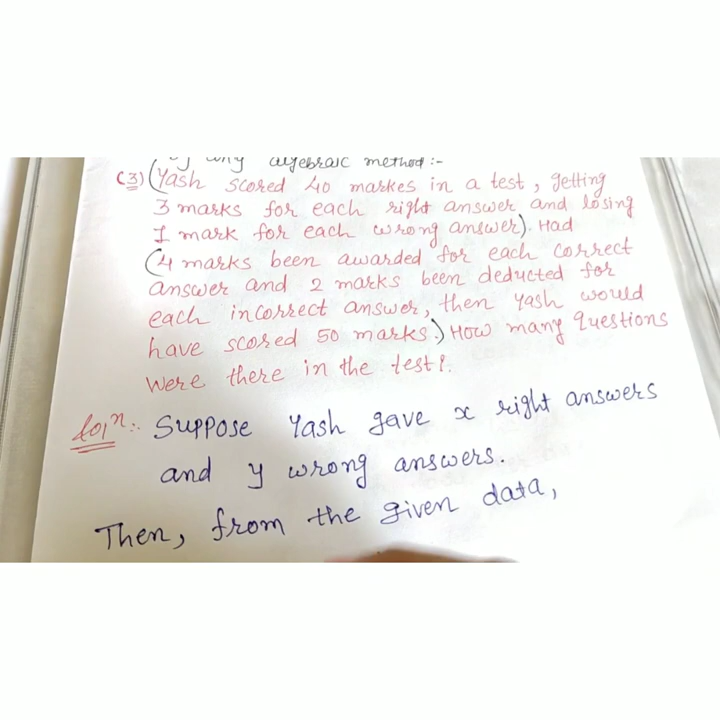 any algebraic method:-
(3) (Yash scored 40 markes in a test, getting
3 marks for each right answer and losing
1 mark for each wrong answer). Had
(4 marks been awarded for each correct
answer and 2 marks been deducted for
each incorrect answer, then Yash would
have scored 50 marks.) How many questions
were there in the test?.
Soln:. Suppose Yash gave x right answers
and y wrong answers.
Then, from the given data,